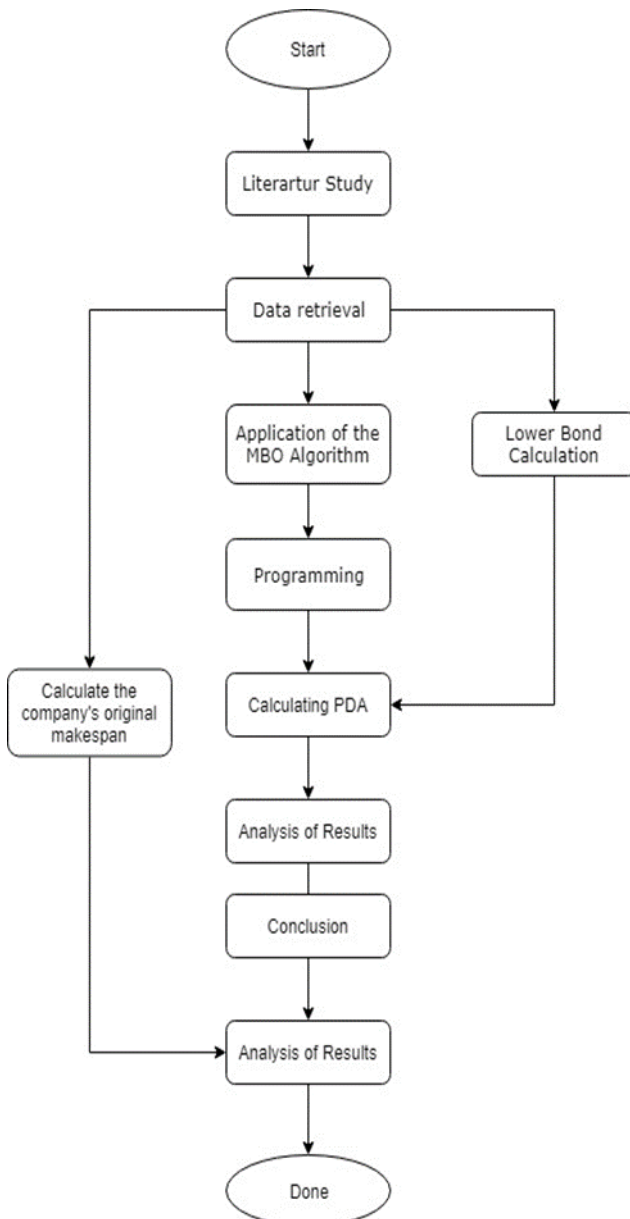 Start
Literartur Study
Data retrieval
Application of the
MBO Algorithm
Lower Bond
Calculation
Programming
Calculate the
company's original
makespan
Calculating PDA
Analysis of Results
Conclusion
Analysis of Results
Done